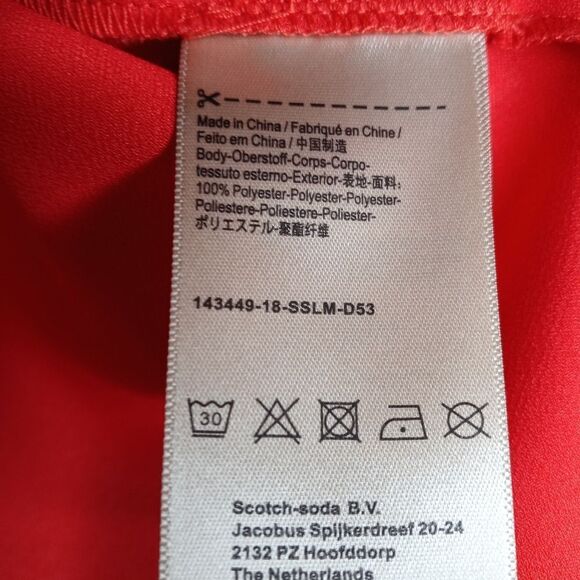 Made in China / Fabriqué en Chine /
Feito em China / 中国制造
Body-Oberstoff-Corps-Corpo-
tessuto esterno-Exterior-表地-面料:
100% Polyester-Polyester-Polyester-
Poliestere-Poliestere-Poliester-
ポリエステル-聚酯纤维
143449-18-SSLM-D53
30
Scotch-soda B.V.
Jacobus Spijkerdreef 20-24
2132 PZ Hoofddorp
The Netherlands